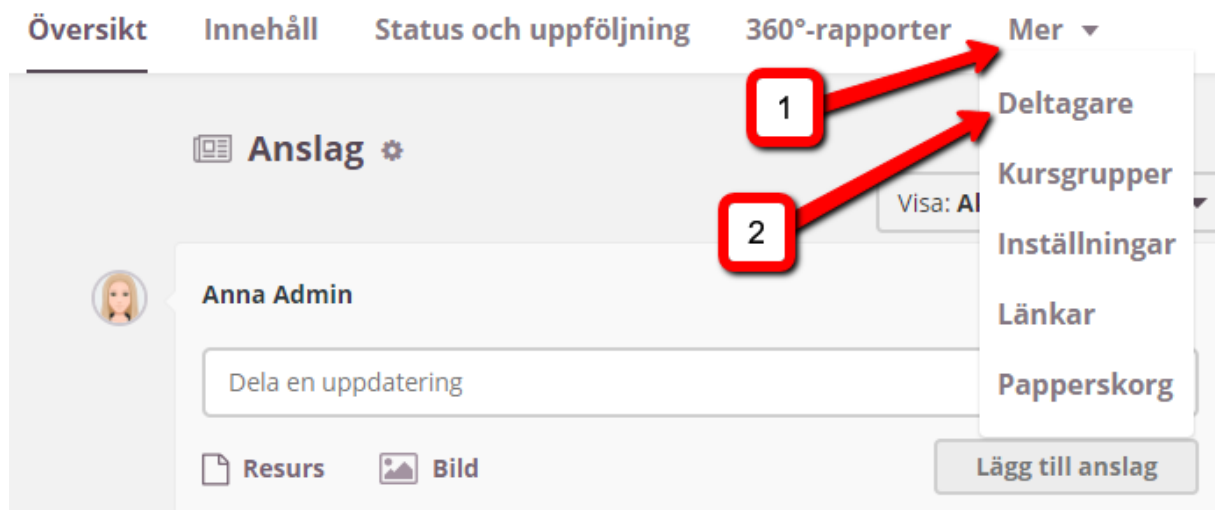 Översikt Innehåll Status och uppföljning 360°-rapporter Mer
1
Deltagare
Anslag
Kursgrupper
Visa: Al
2
Inställningar
Anna Admin
Länkar
Dela en uppdatering
Papperskorg
Resurs Bild Lägg till anslag